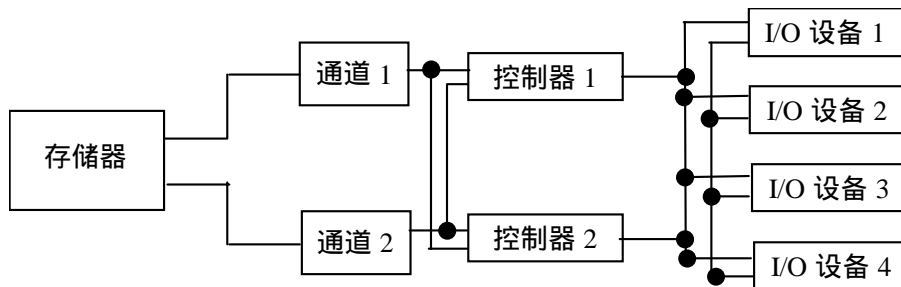 存储器
通道 1
通道 2
控制器 1
控制器 2
I/O 设备 1
I/O 设备 2
I/O 设备 3
I/O 设备 4